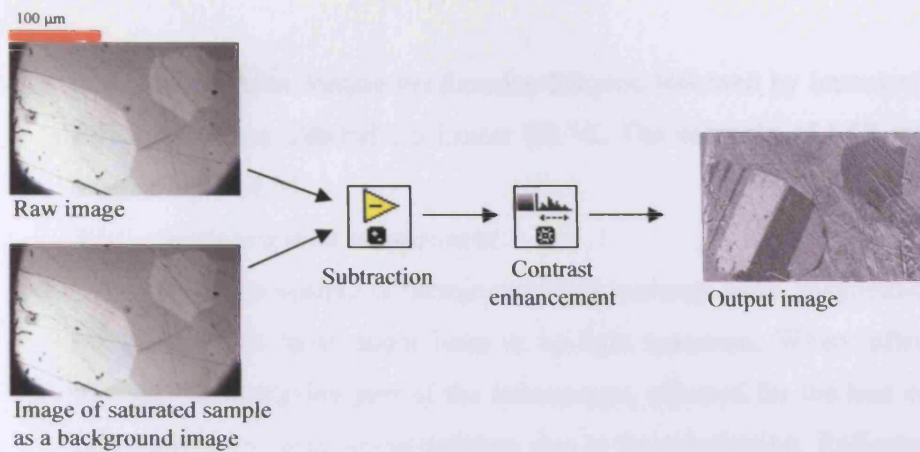 100 µm
Raw image
Subtraction
Contrast
enhancement
Output image
Image of saturated sample
as a background image